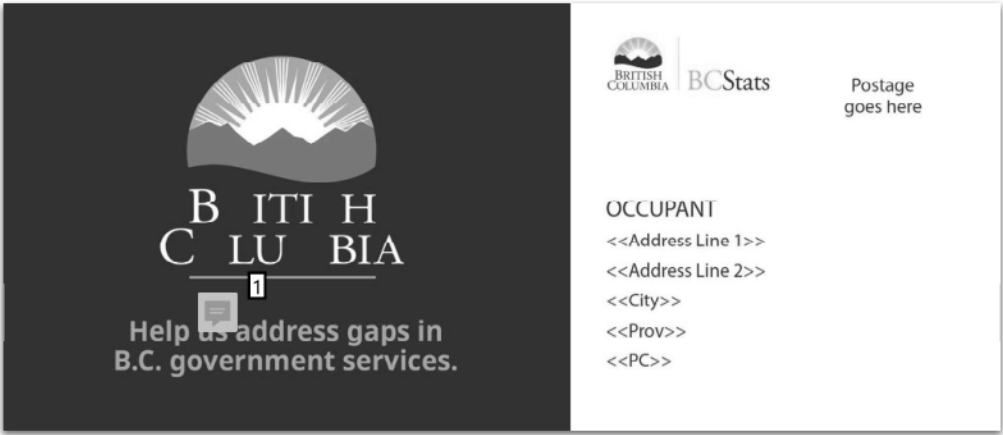 B ITI H
C LU BIA
1
Help us address gaps in
B.C. government services.
BRITISH
COLUMBIA
BCStats
Postage
goes here
OCCUPANT
<<Address Line 1>>
<<Address Line 2>>
<<City>>
<<Prov>>
<<PC>>